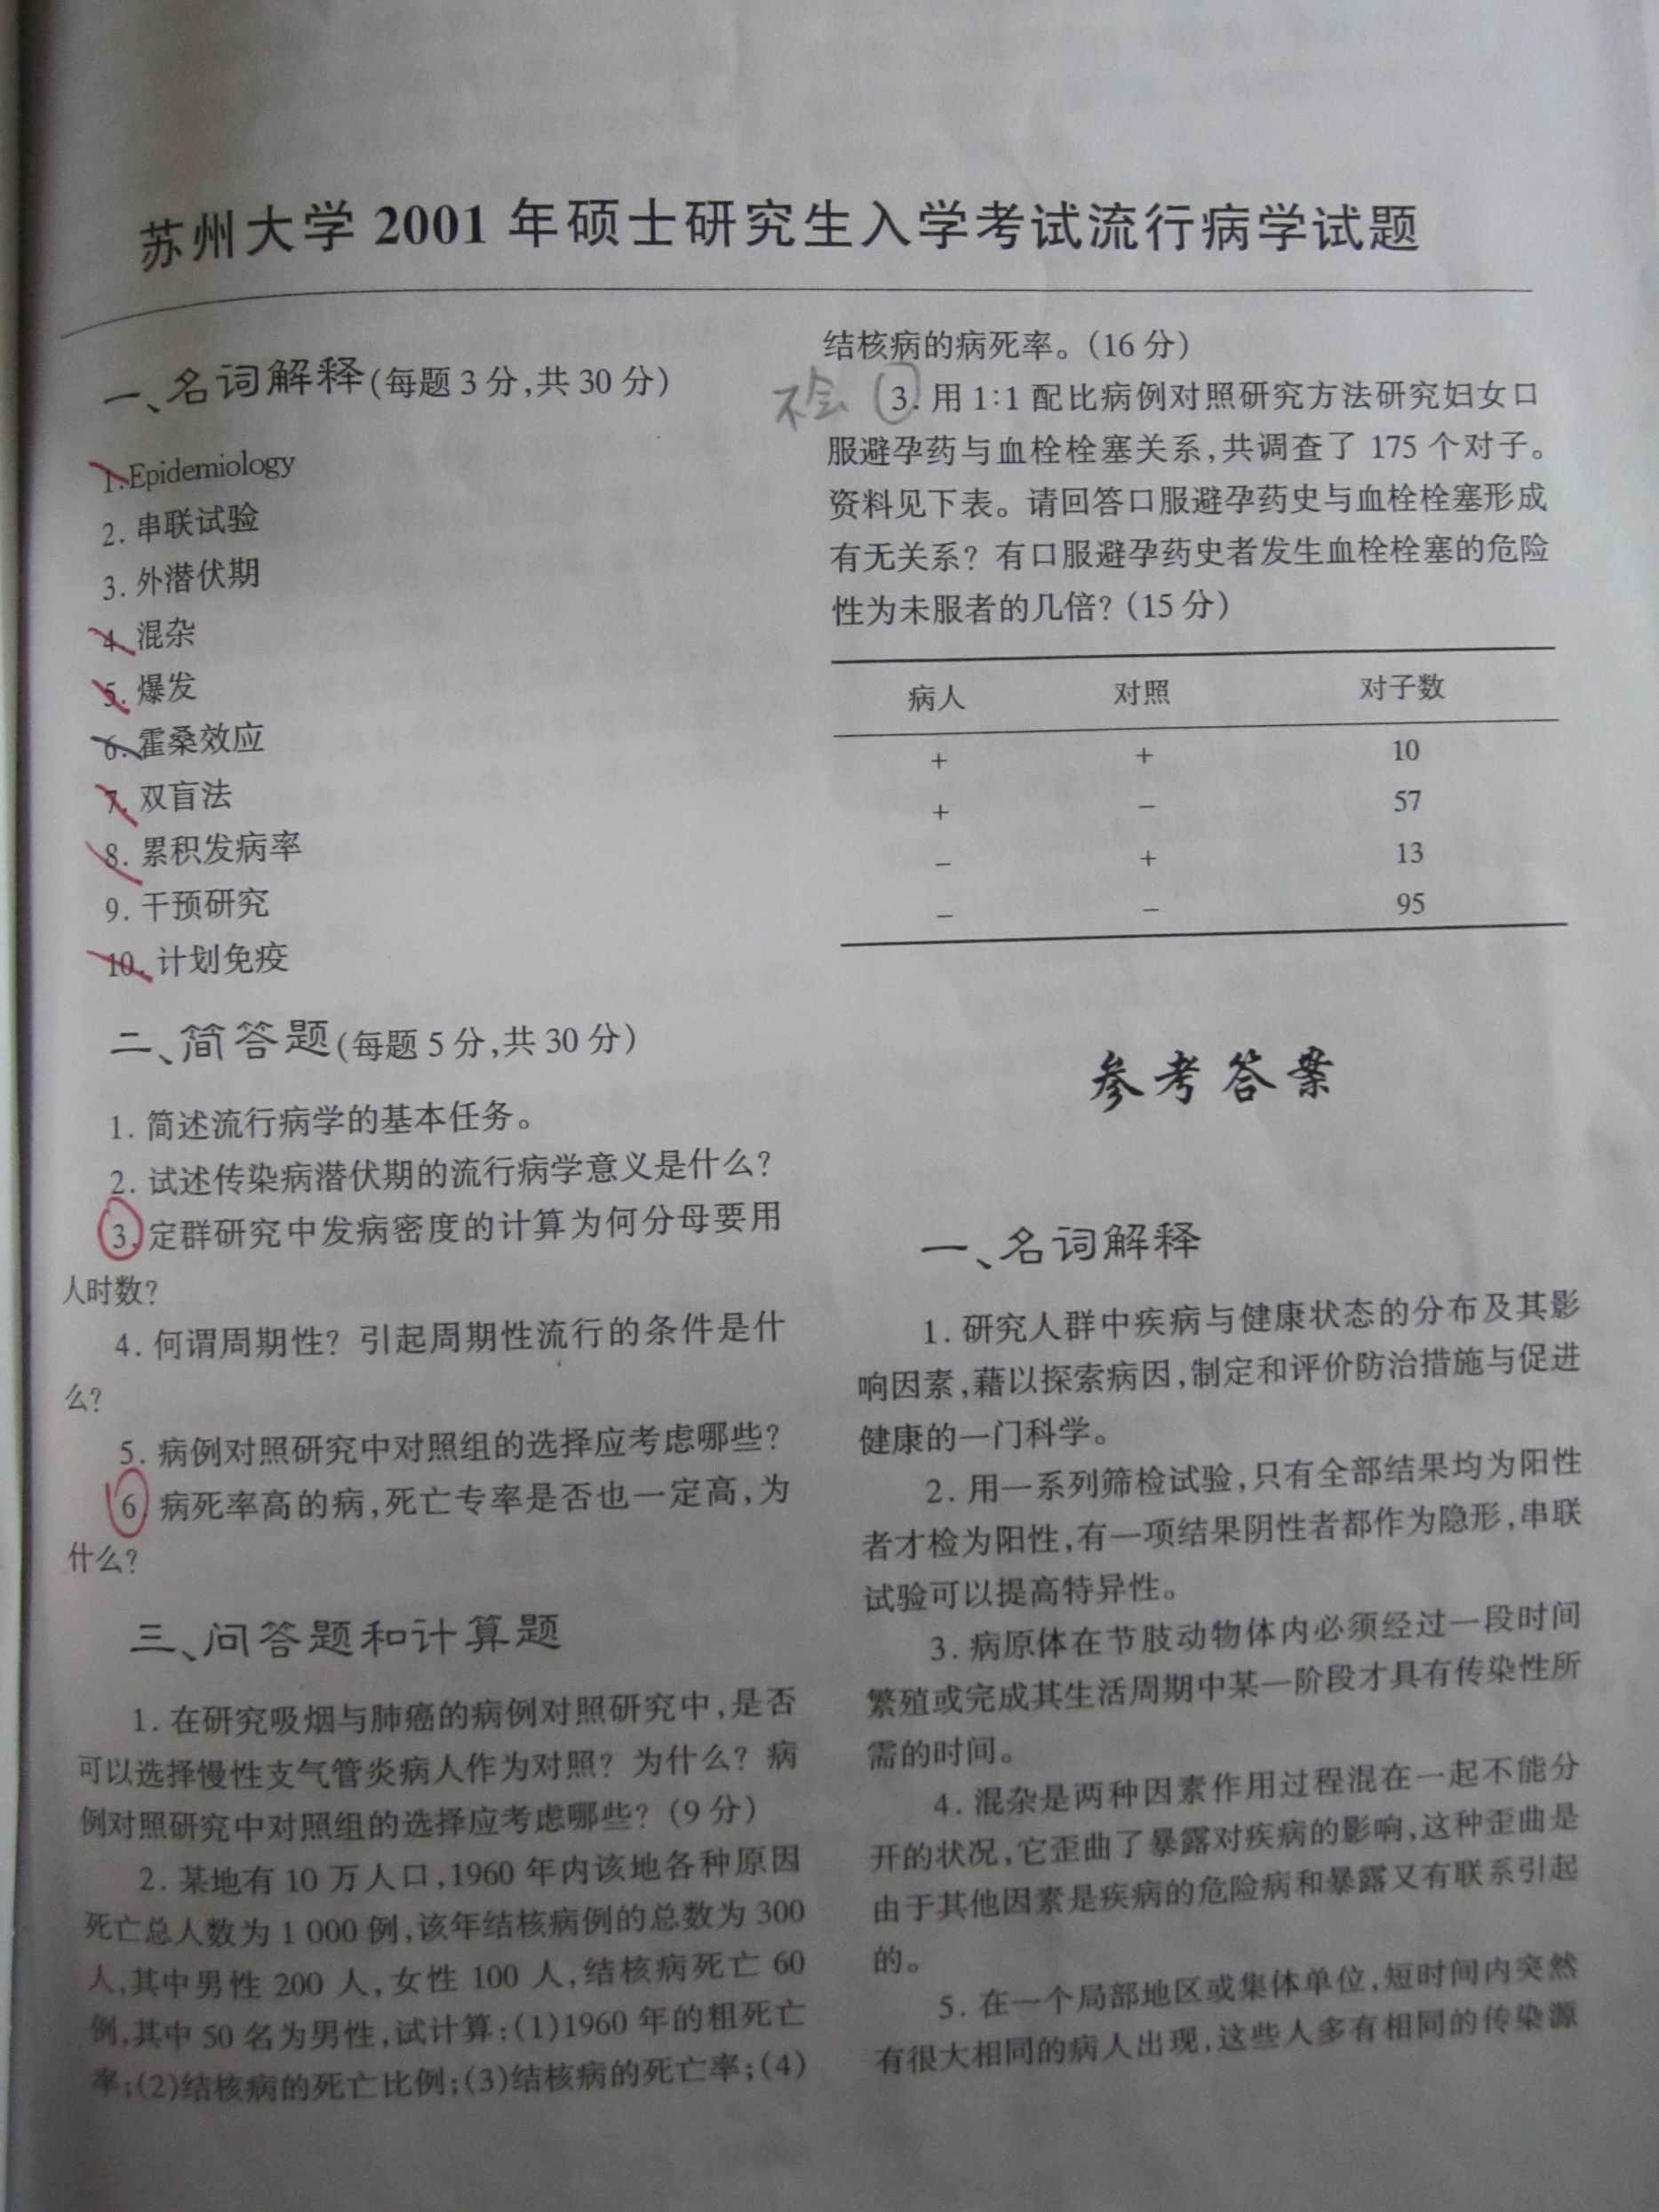 苏州大学 2001 年硕士研究生入学考试流行病学试题
一、名词解释(每题 3 分,共 30 分)
1. Epidemiology
2. 串联试验
3. 外潜伏期
4. 混杂
5. 爆发
6. 霍桑效应
7. 双盲法
8. 累积发病率
9. 干预研究
10. 计划免疫
二、简答题(每题 5 分,共 30 分)
1. 简述流行病学的基本任务。
2. 试述传染病潜伏期的流行病学意义是什么?
3. 定群研究中发病密度的计算为何分母要用
人时数?
4. 何谓周期性? 引起周期性流行的条件是什
么?
5. 病例对照研究中对照组的选择应考虑哪些?
6. 病死率高的病,死亡专率是否也一定高,为
什么?
三、问答题和计算题
1. 在研究吸烟与肺癌的病例对照研究中,是否
可以选择慢性支气管炎病人作为对照? 为什么? 病
例对照研究中对照组的选择应考虑哪些? (9 分)
2. 某地有 10 万人口,1960 年内该地各种原因
死亡总人数为 1 000 例,该年结核病例的总数为 300
人,其中男性 200 人,女性 100 人,结核病死亡 60
例,其中 50 名为男性,试计算:(1)1960 年的粗死亡
率;(2)结核病的死亡比例;(3)结核病的死亡率;(4)
结核病的病死率。(16 分)
不会 3. 用 1∶1 配比病例对照研究方法研究妇女口
服避孕药与血栓栓塞关系,共调查了 175 个对子。
资料见下表。请回答口服避孕药史与血栓栓塞形成
有无关系? 有口服避孕药史者发生血栓栓塞的危险
性为未服者的几倍? (15 分)
病人 对照 对子数
+ + 10
+ − 57
− + 13
− − 95
参考答案
一、名词解释
1. 研究人群中疾病与健康状态的分布及其影
响因素,藉以探索病因,制定和评价防治措施与促进
健康的一门科学。
2. 用一系列筛检试验,只有全部结果均为阳性
者才检为阳性,有一项结果阴性者都作为隐形,串联
试验可以提高特异性。
3. 病原体在节肢动物体内必须经过一段时间
繁殖或完成其生活周期中某一阶段才具有传染性所
需的时间。
4. 混杂是两种因素作用过程混在一起不能分
开的状况,它歪曲了暴露对疾病的影响,这种歪曲是
由于其他因素是疾病的危险病和暴露又有联系引起
的。
5. 在一个局部地区或集体单位,短时间内突然
有很大相同的病人出现,这些人多有相同的传染源